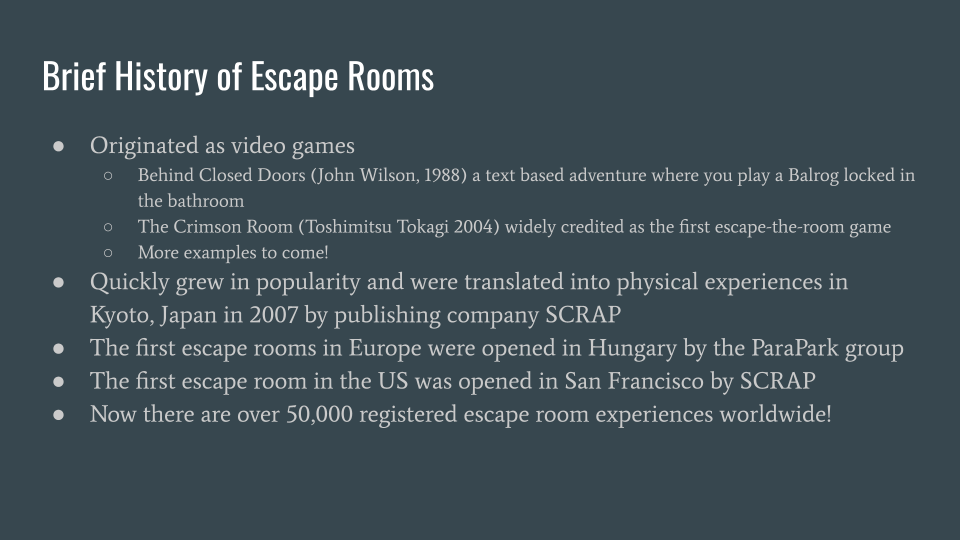 Brief History of Escape Rooms
● Originated as video games
○ Behind Closed Doors (John Wilson, 1988) a text based adventure where you play a Balrog locked in
the bathroom
○ The Crimson Room (Toshimitsu Tokagi 2004) widely credited as the first escape-the-room game
○ More examples to come!
● Quickly grew in popularity and were translated into physical experiences in
Kyoto, Japan in 2007 by publishing company SCRAP
● The first escape rooms in Europe were opened in Hungary by the ParaPark group
● The first escape room in the US was opened in San Francisco by SCRAP
● Now there are over 50,000 registered escape room experiences worldwide!